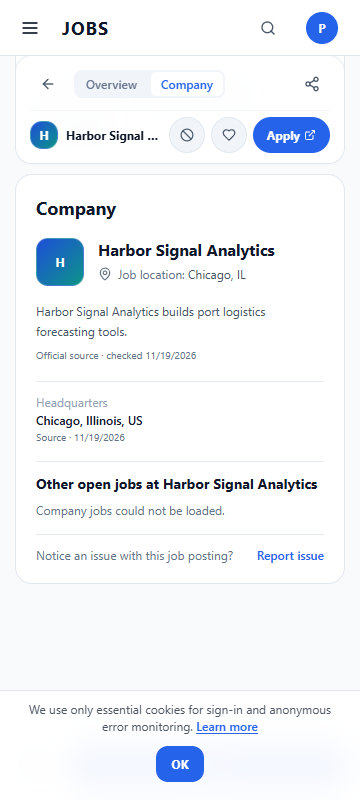 JOBS
P
Overview
Company
H
Harbor Signal ...
Apply
Company
H
Harbor Signal Analytics
Job location: Chicago, IL
Harbor Signal Analytics builds port logistics
forecasting tools.
Official source · checked 11/19/2026
Headquarters
Chicago, Illinois, US
Source · 11/19/2026
Other open jobs at Harbor Signal Analytics
Company jobs could not be loaded.
Notice an issue with this job posting?
Report issue
We use only essential cookies for sign-in and anonymous
error monitoring. Learn more
OK